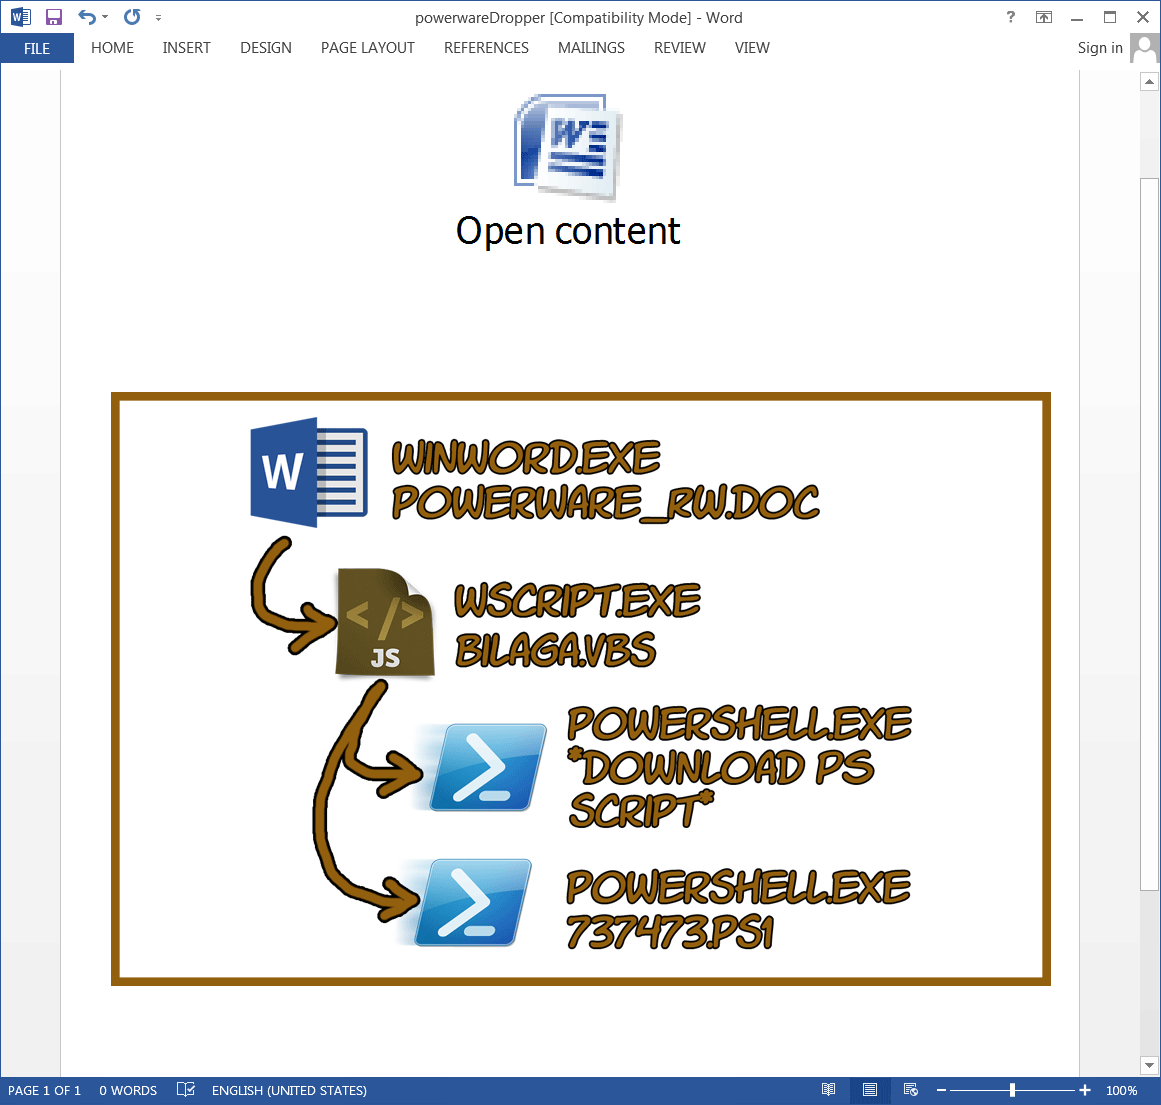 powerwareDropper [Compatibility Mode] - Word
?
FILE HOME INSERT DESIGN PAGE LAYOUT REFERENCES MAILINGS REVIEW VIEW Sign in
W
Open content
W
WINWORD.EXE
POWERWARE_RW.DOC
</>
JS
WSCRIPT.EXE
BILAGA.VBS
POWERSHELL.EXE
*DOWNLOAD PS
SCRIPT*
POWERSHELL.EXE
737473.PS1
PAGE 1 OF 1 0 WORDS ENGLISH (UNITED STATES) 100%